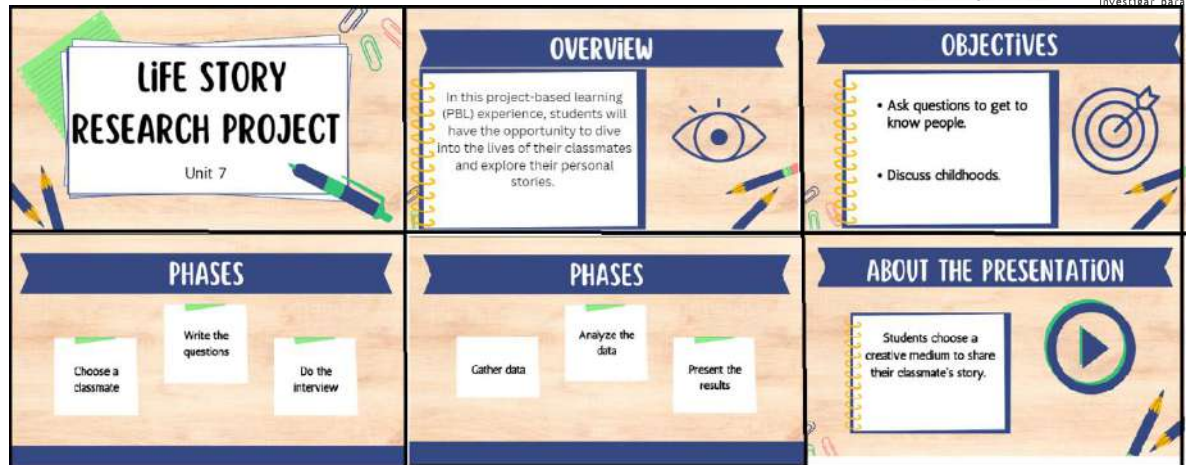 Investigar para
LiFE STORY
RESEARCH PROJECT
Unit 7
OVERViEW
In this project-based learning
(PBL) experience, students will
have the opportunity to dive
into the lives of their classmates
and explore their personal
stories.
OBJECTiVES
• Ask questions to get to
know people.
• Discuss childhoods.
PHASES
Choose a
classmate
Write the
questions
Do the
interview
PHASES
Gather data
Analyze the
data
Present the
results
ABOUT THE PRESENTATiON
Students choose a
creative medium to share
their classmate's story.